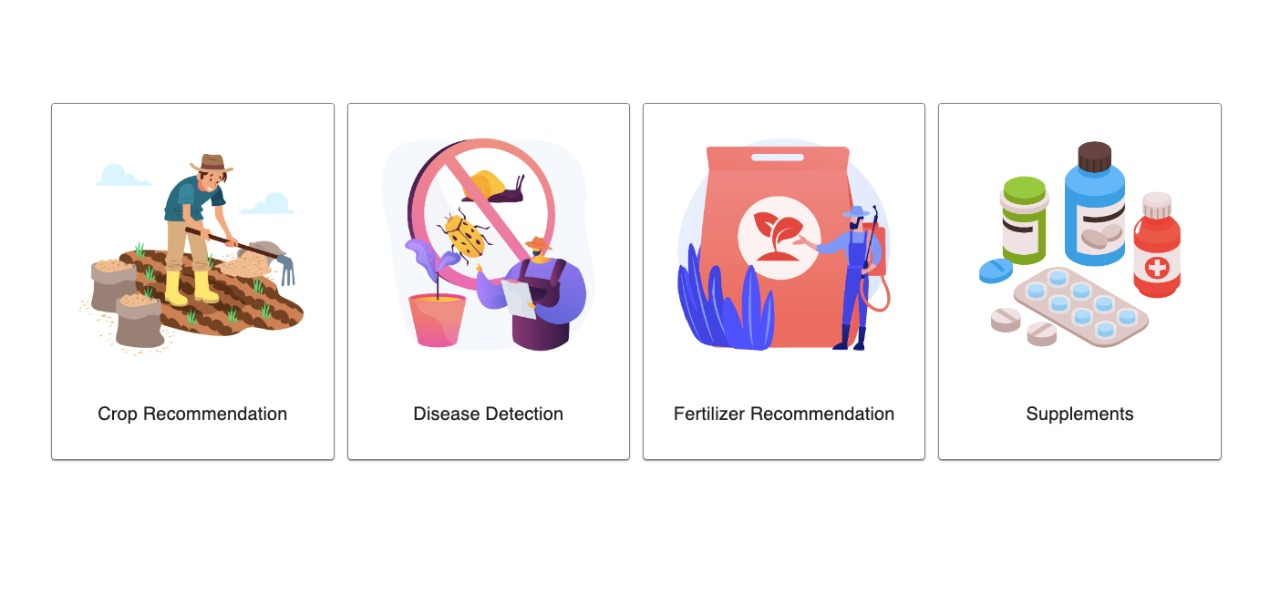 Crop Recommendation
Disease Detection
Fertilizer Recommendation
Supplements